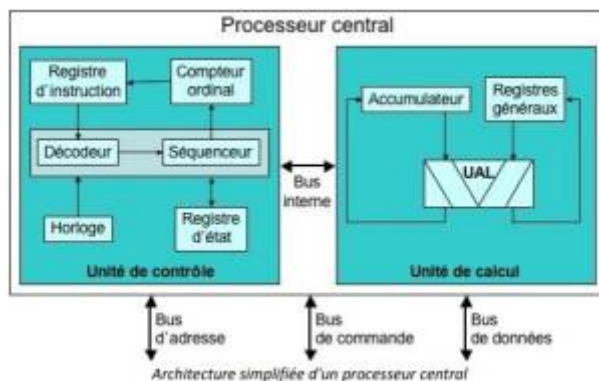 Processeur central
Registre
d'instruction
Compteur
ordinal
Décodeur
Séquenceur
Horloge
Registre
d'état
Unité de contrôle
Bus
interne
Accumulateur
Registres
généraux
UAL
Unité de calcul
Bus
d'adresse
Bus
de commande
Bus
de données
Architecture simplifiée d'un processeur central